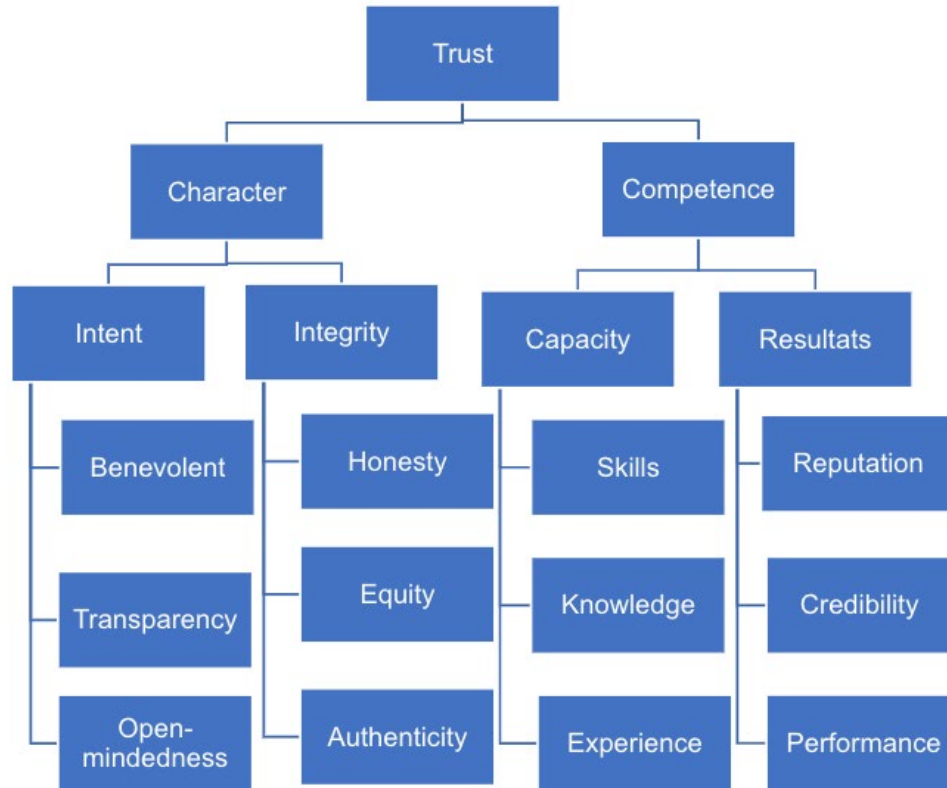 Trust
Character
Competence
Intent
Integrity
Capacity
Resultats
Benevolent
Honesty
Skills
Reputation
Transparency
Equity
Knowledge
Credibility
Open-
mindedness
Authenticity
Experience
Performance